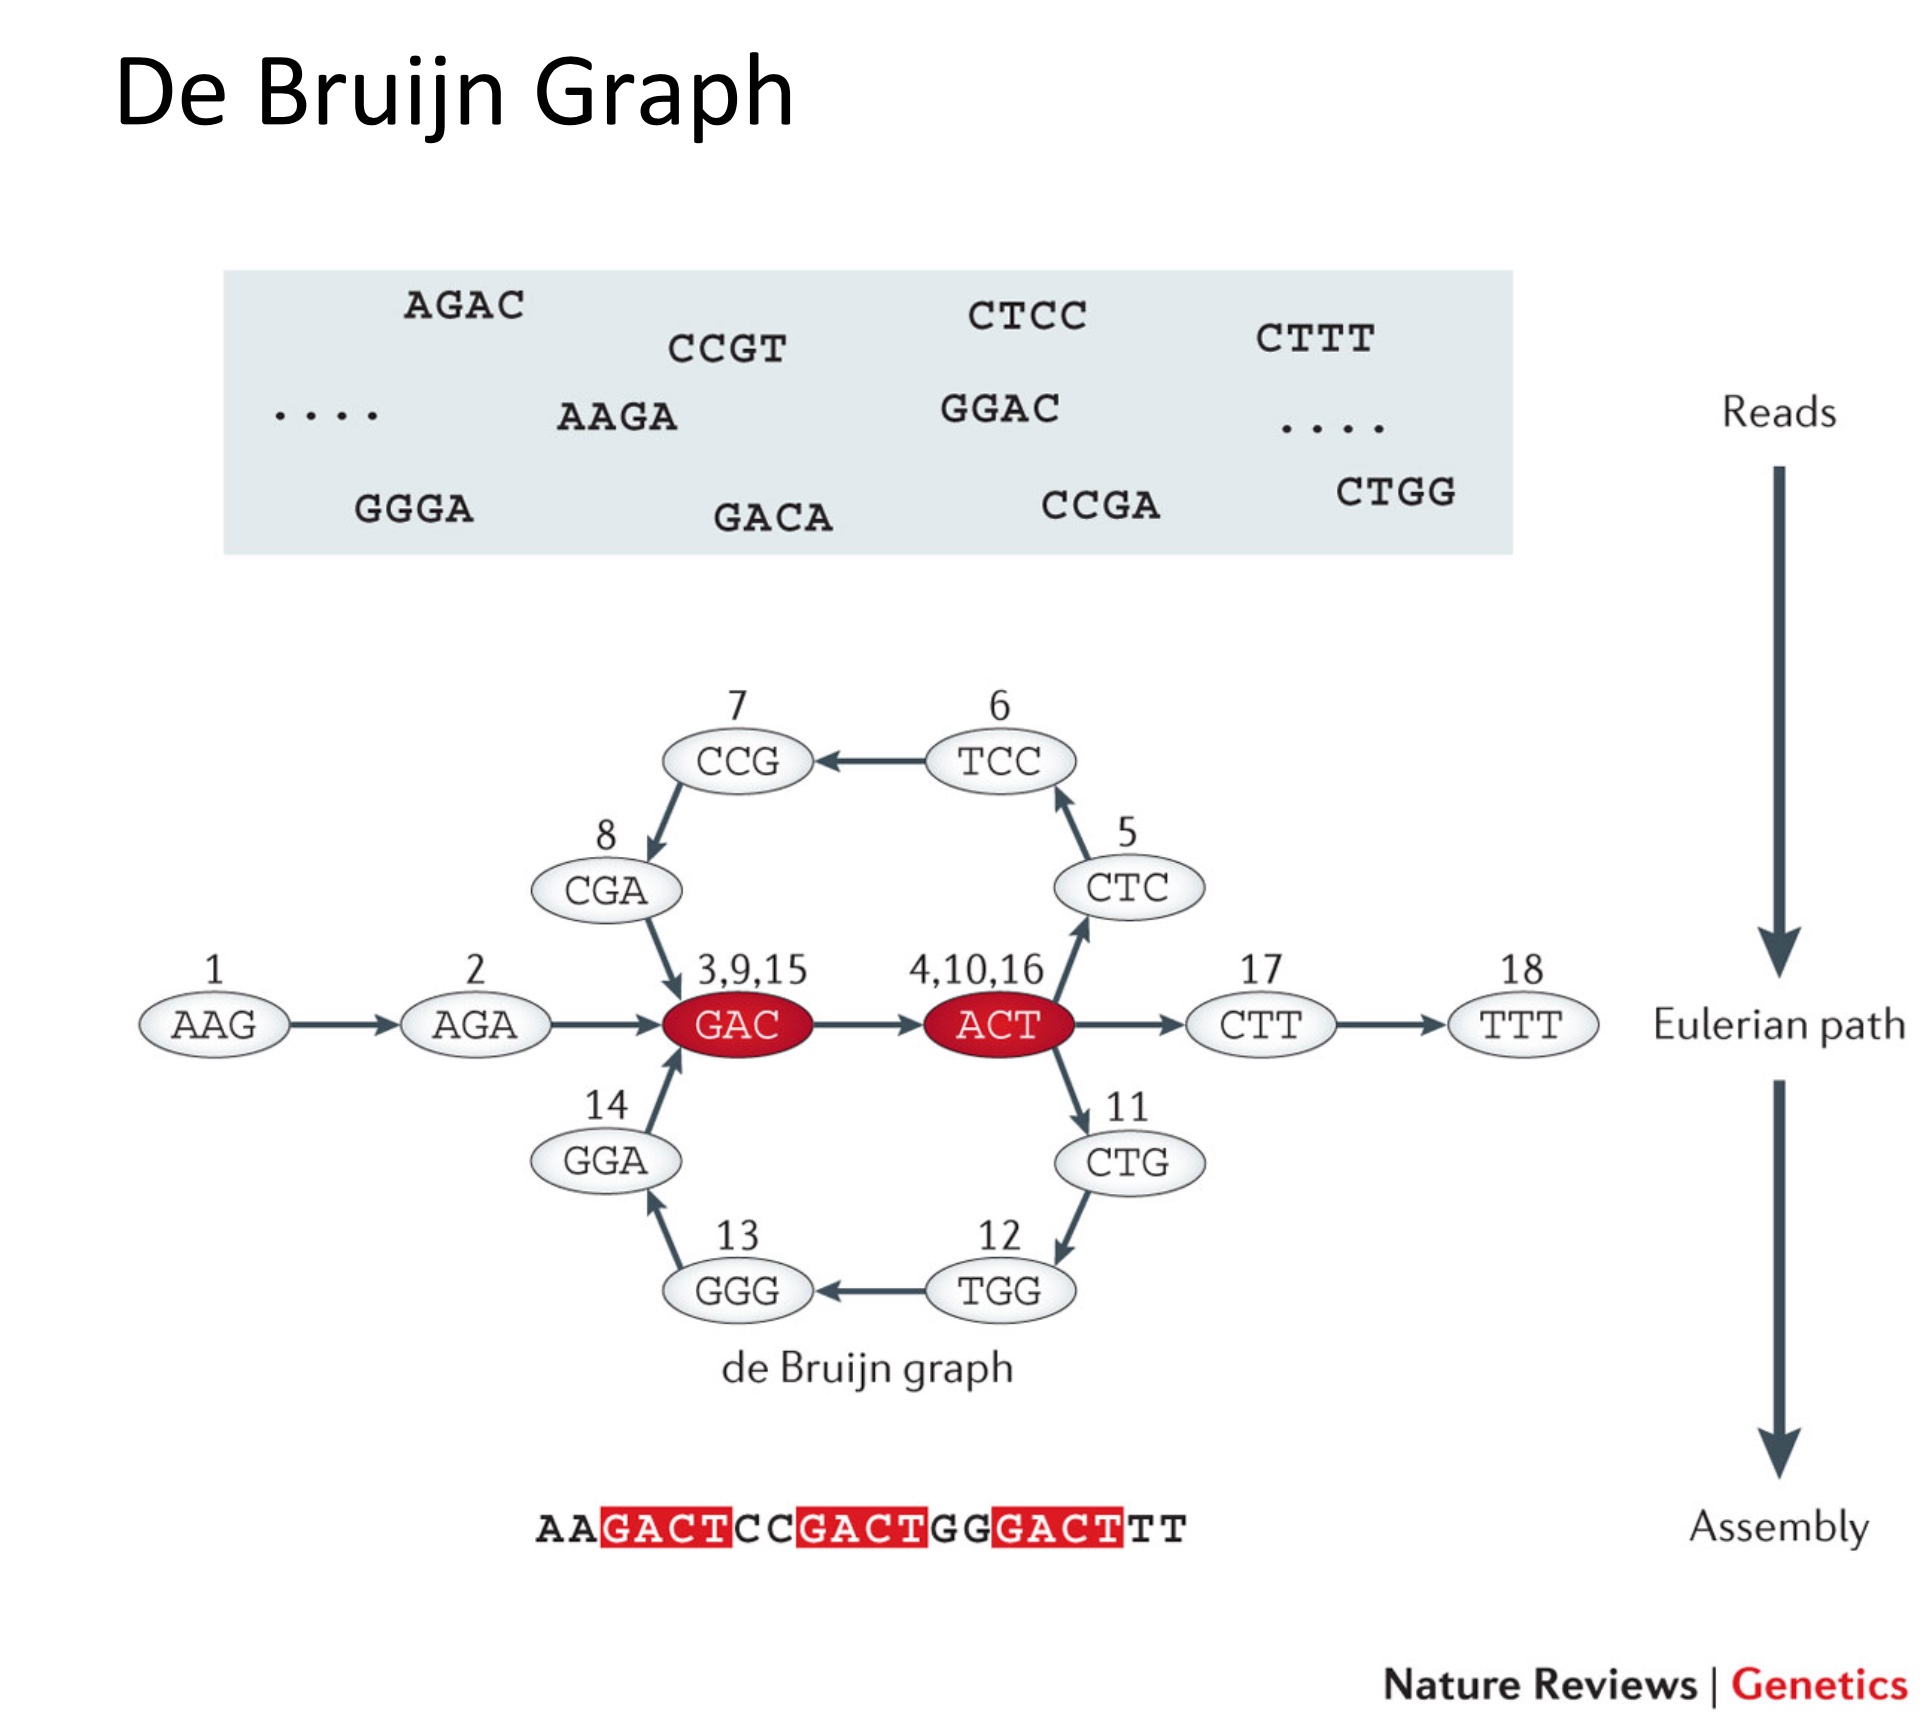 De Bruijn Graph
AGAC
CTCC
CCGT
CTTT
....
AAGA
GGAC
....
Reads
GGGA
GACA
CCGA
CTGG
7
6
CCG
TCC
8
5
CGA
CTC
1
2
3,9,15
4,10,16
17
18
AAG
AGA
GAC
ACT
CTT
TTT
Eulerian path
14
11
GGA
CTG
13
12
GGG
TGG
de Bruijn graph
AAGACTCCGACTGGGACTTT
Assembly
Nature Reviews | Genetics